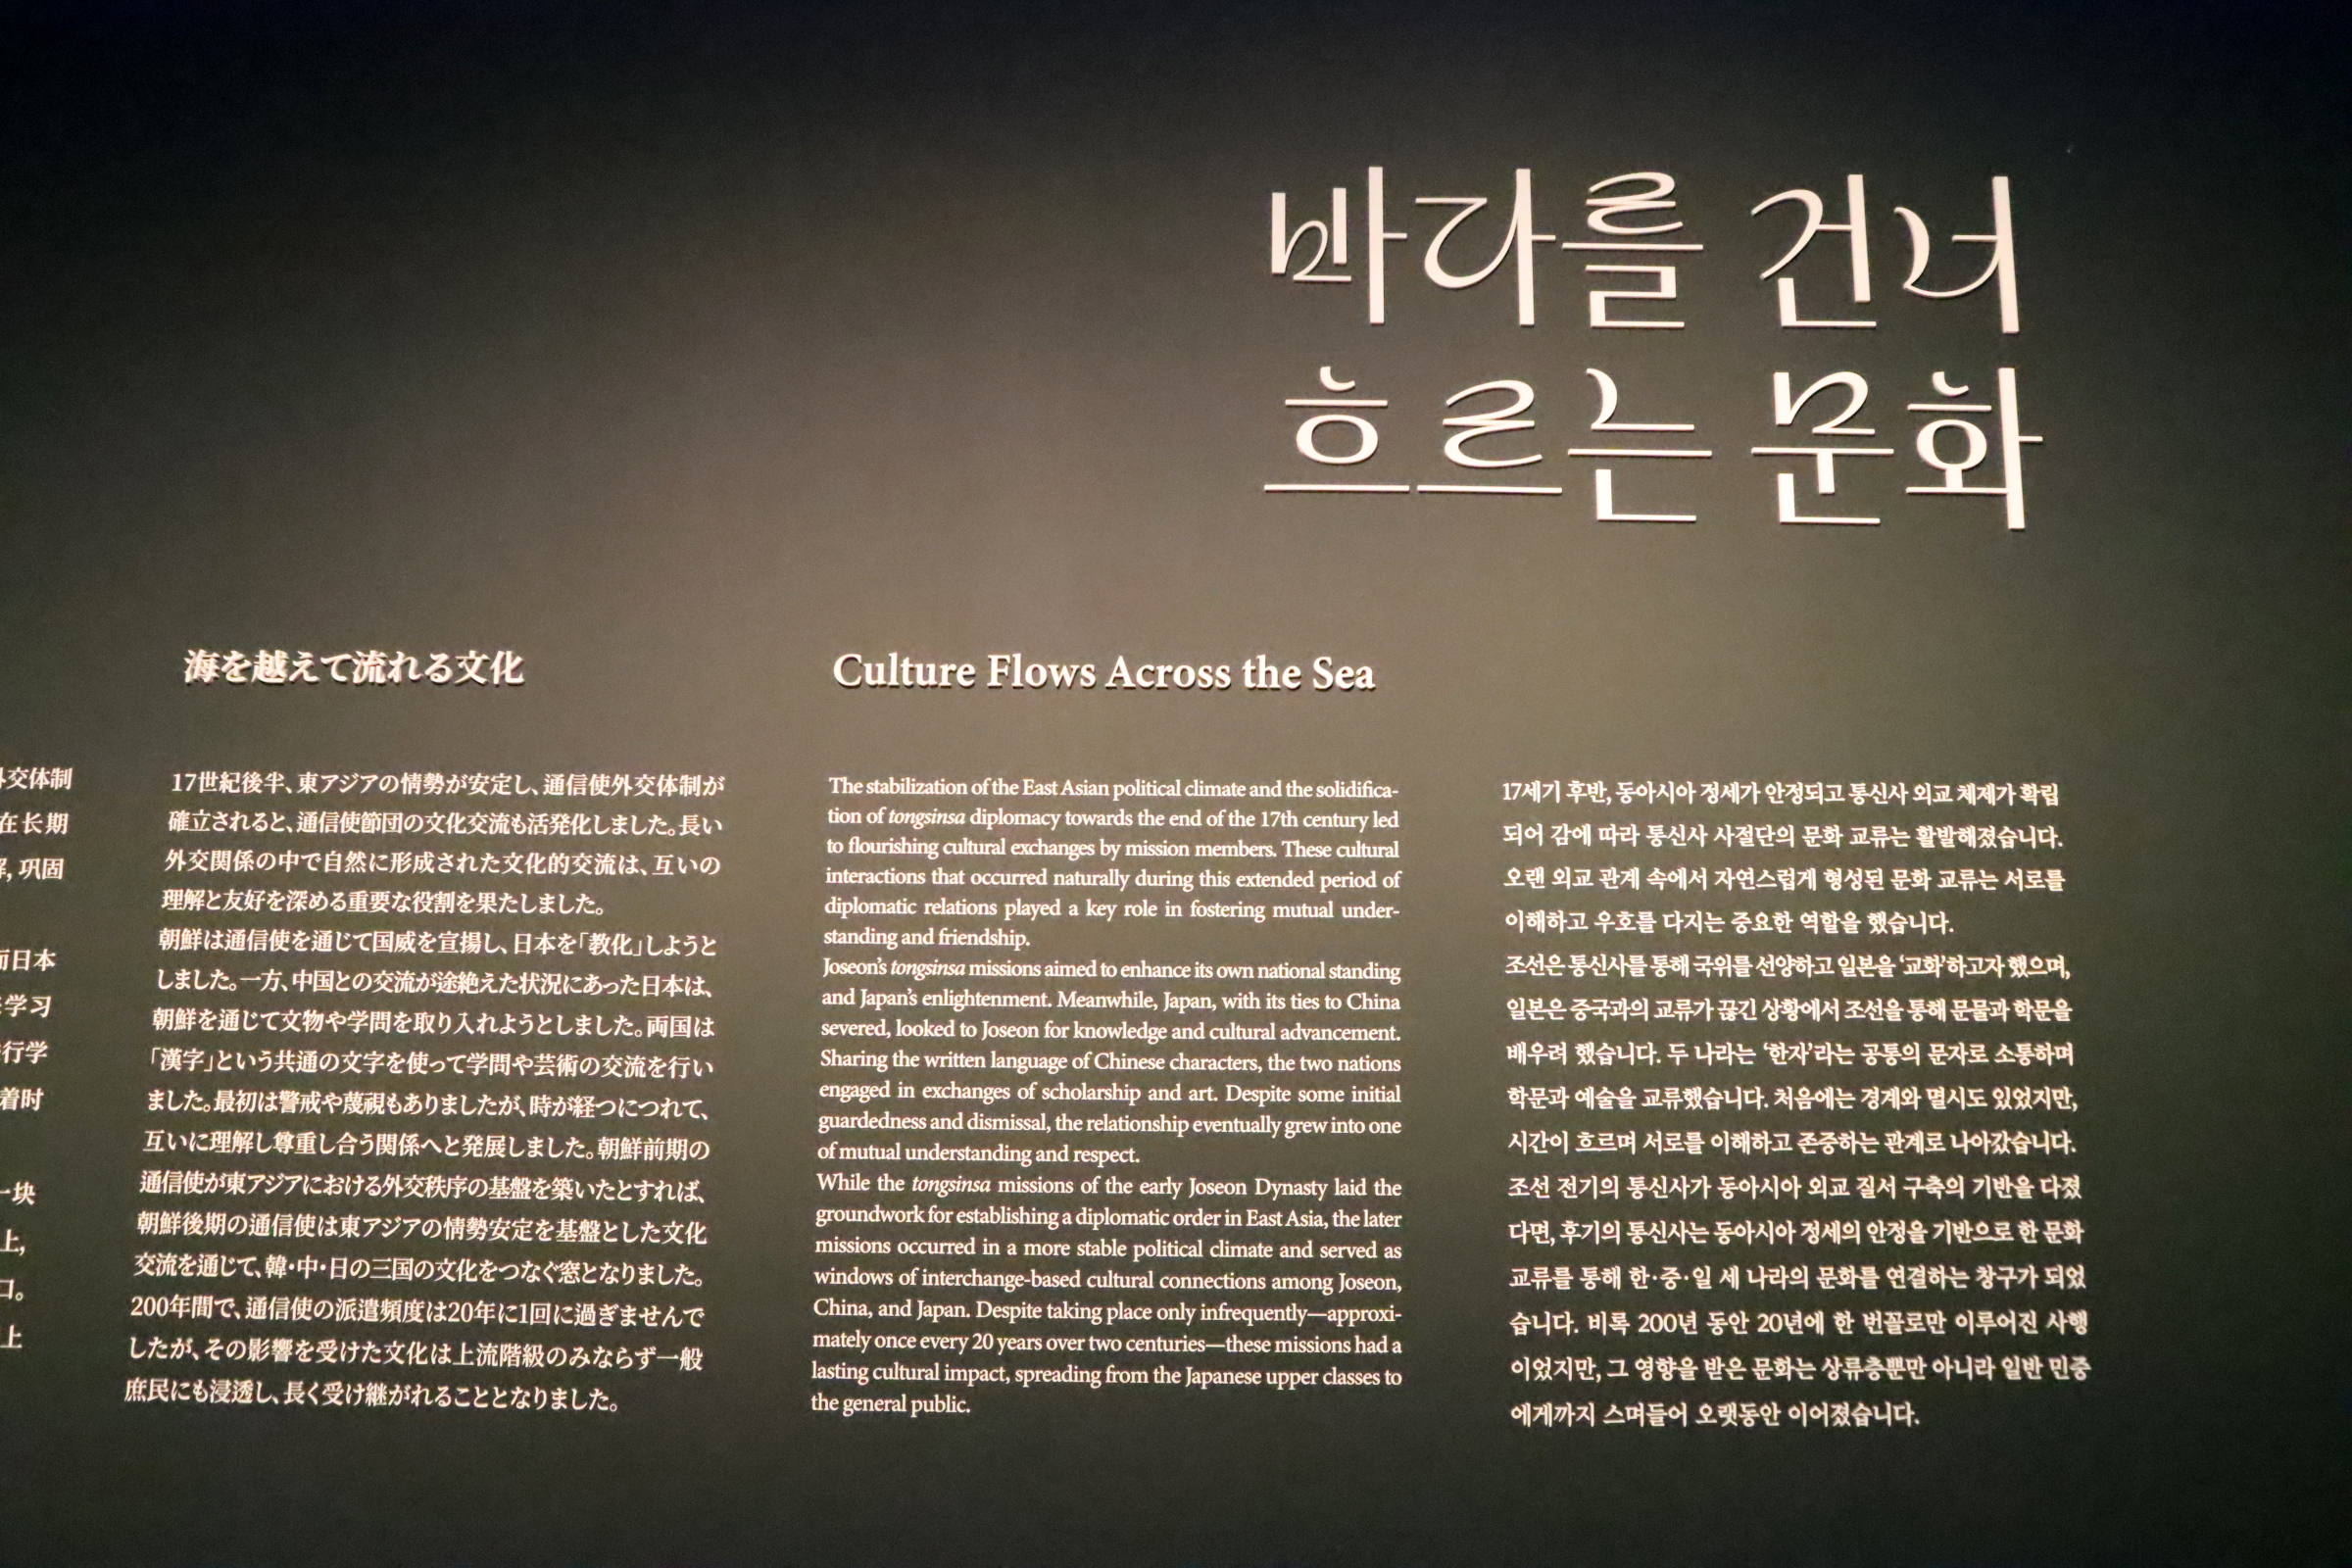 바다를 건너
흐르는 문화
外交体制
在长期
巩固
而日本
学习
行学
着时
一块
上,
口。
上
海を越えて流れる文化
17世紀後半、東アジアの情勢が安定し、通信使外交体制が
確立されると、通信使節団の文化交流も活発化しました。長い
外交関係の中で自然に形成された文化的交流は、互いの
理解と友好を深める重要な役割を果たしました。
朝鮮は通信使を通じて国威を宣揚し、日本を「教化」しようと
しました。一方、中国との交流が途絶えた状況にあった日本は、
朝鮮を通じて文物や学問を取り入れようとしました。両国は
「漢字」という共通の文字を使って学問や芸術の交流を行い
ました。最初は警戒や蔑視もありましたが、時が経つにつれて、
互いに理解し尊重し合う関係へと発展しました。朝鮮前期の
通信使が東アジアにおける外交秩序の基盤を築いたとすれば、
朝鮮後期の通信使は東アジアの情勢安定を基盤とした文化
交流を通じて、韓・中・日の三国の文化をつなぐ窓となりました。
200年間で、通信使の派遣頻度は20年に1回に過ぎませんで
したが、その影響を受けた文化は上流階級のみならず一般
庶民にも浸透し、長く受け継がれることとなりました。
Culture Flows Across the Sea
The stabilization of the East Asian political climate and the solidifica-
tion of tongsinsa diplomacy towards the end of the 17th century led
to flourishing cultural exchanges by mission members. These cultural
interactions that occurred naturally during this extended period of
diplomatic relations played a key role in fostering mutual under-
standing and friendship.
Joseon's tongsinsa missions aimed to enhance its own national standing
and Japan's enlightenment. Meanwhile, Japan, with its ties to China
severed, looked to Joseon for knowledge and cultural advancement.
Sharing the written language of Chinese characters, the two nations
engaged in exchanges of scholarship and art. Despite some initial
guardedness and dismissal, the relationship eventually grew into one
of mutual understanding and respect.
While the tongsinsa missions of the early Joseon Dynasty laid the
groundwork for establishing a diplomatic order in East Asia, the later
missions occurred in a more stable political climate and served as
windows of interchange-based cultural connections among Joseon,
China, and Japan. Despite taking place only infrequently—approxi-
mately once every 20 years over two centuries—these missions had a
lasting cultural impact, spreading from the Japanese upper classes to
the general public.
17세기 후반, 동아시아 정세가 안정되고 통신사 외교 체제가 확립
되어 감에 따라 통신사 사절단의 문화 교류는 활발해졌습니다.
오랜 외교 관계 속에서 자연스럽게 형성된 문화 교류는 서로를
이해하고 우호를 다지는 중요한 역할을 했습니다.
조선은 통신사를 통해 국위를 선양하고 일본을 ‘교화’하고자 했으며,
일본은 중국과의 교류가 끊긴 상황에서 조선을 통해 문물과 학문을
배우려 했습니다. 두 나라는 ‘한자’라는 공통의 문자로 소통하며
학문과 예술을 교류했습니다. 처음에는 경계와 멸시도 있었지만,
시간이 흐르며 서로를 이해하고 존중하는 관계로 나아갔습니다.
조선 전기의 통신사가 동아시아 외교 질서 구축의 기반을 다졌
다면, 후기의 통신사는 동아시아 정세의 안정을 기반으로 한 문화
교류를 통해 한·중·일 세 나라의 문화를 연결하는 창구가 되었
습니다. 비록 200년 동안 20년에 한 번꼴로만 이루어진 사행
이었지만, 그 영향을 받은 문화는 상류층뿐만 아니라 일반 민중
에게까지 스며들어 오랫동안 이어졌습니다.